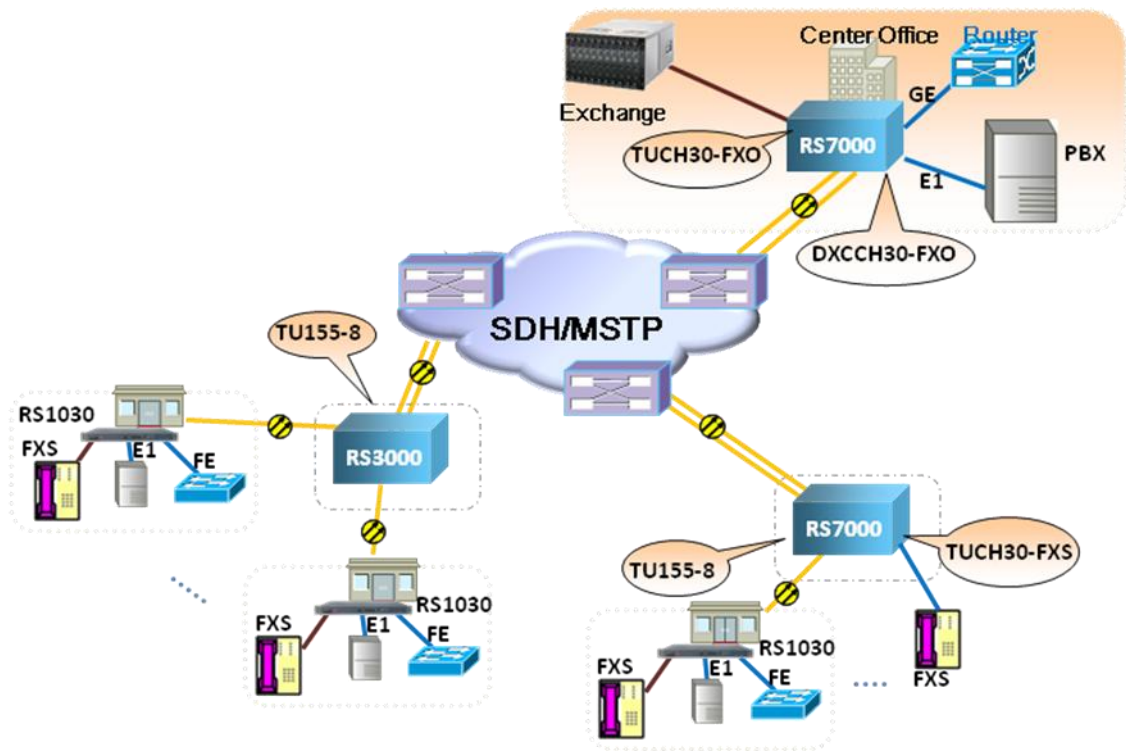 Center Office
Router
Exchange
GE
RS7000
TUCH30-FXO
PBX
E1
DXCCH30-FXO
SDH/MSTP
TU155-8
RS1030
FXS
E1
FE
RS3000
RS7000
TU155-8
TUCH30-FXS
RS1030
FXS
E1
FE
RS1030
FXS
E1
FE
FXS